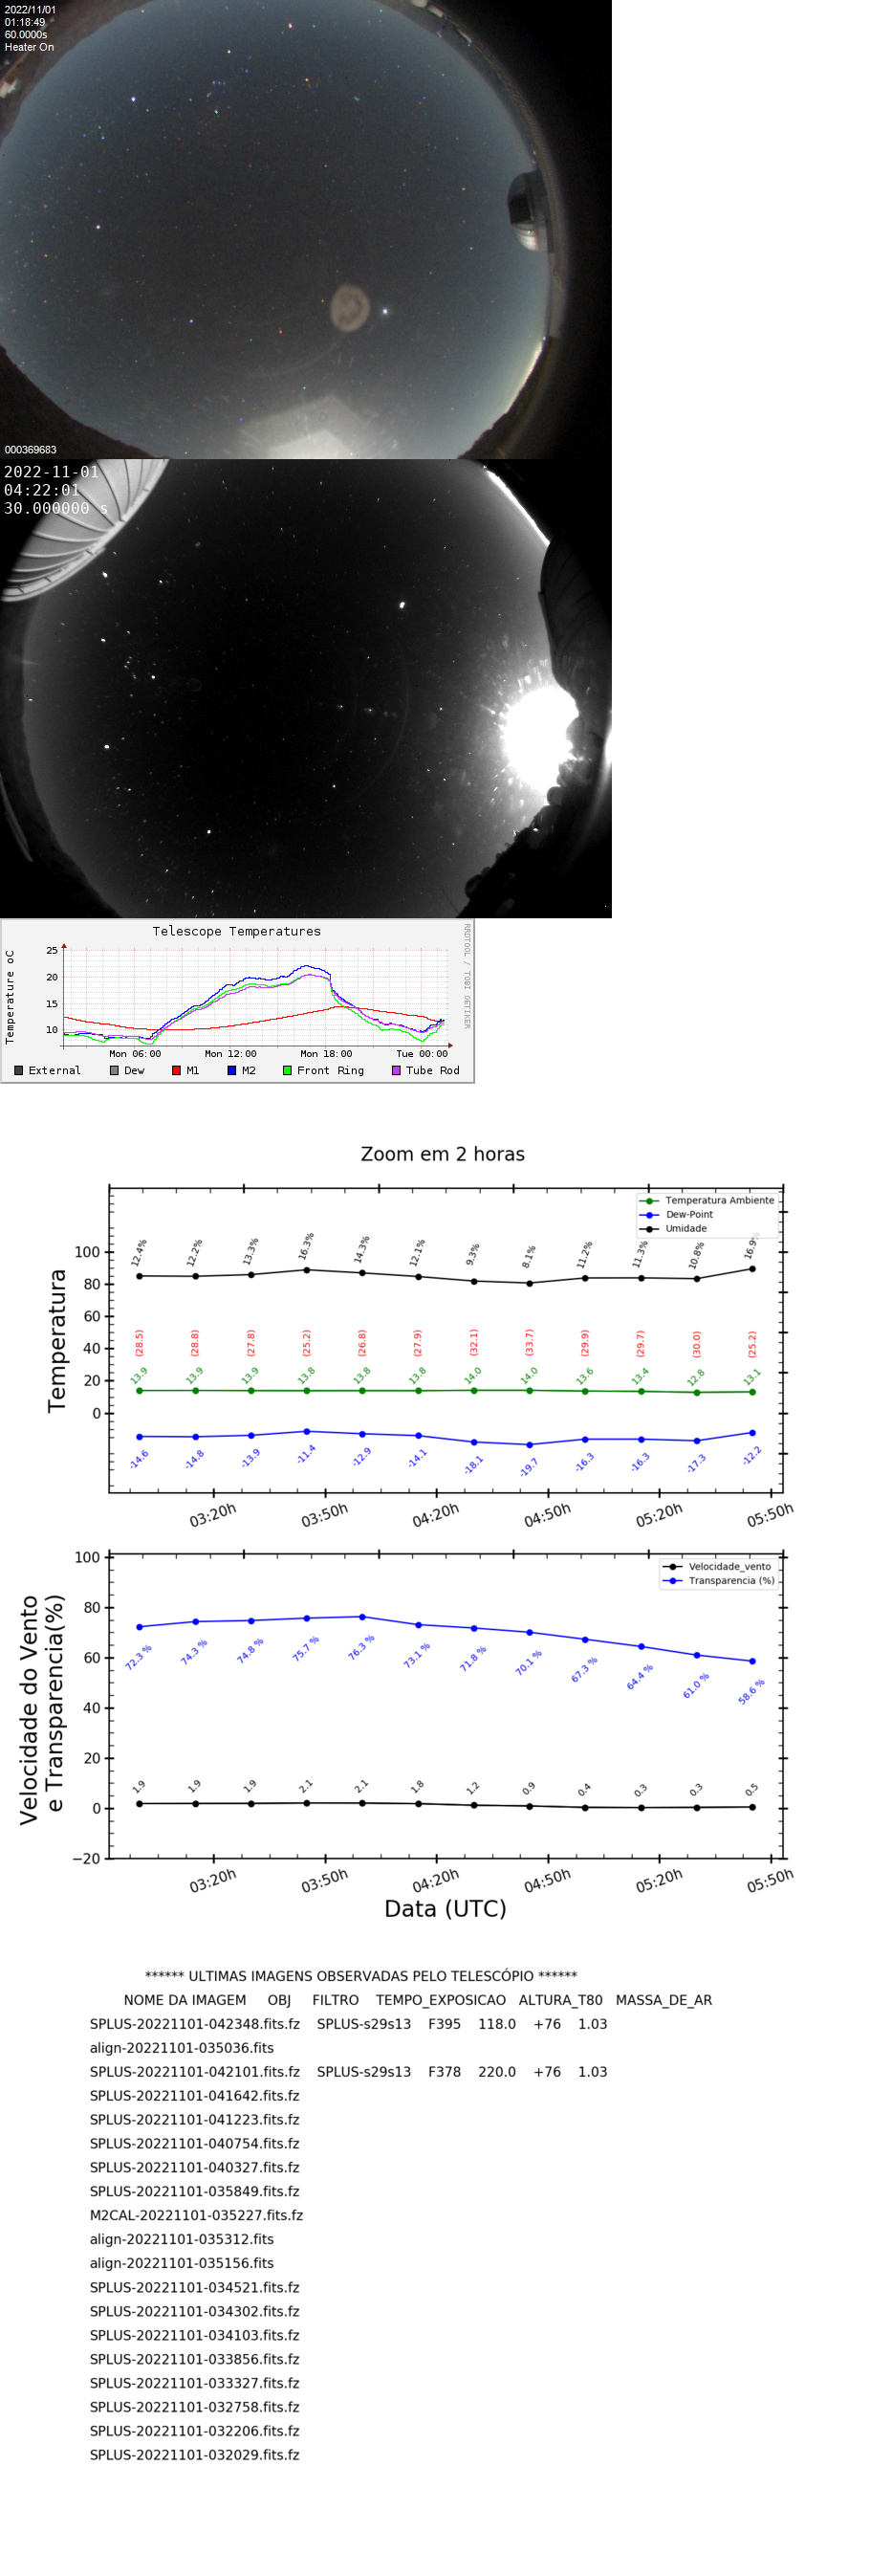 2022/11/01
01:18:49
60.0000s
Heater On
000369683
2022-11-01
04:22:01
30.000000 s
Telescope Temperatures
RRDTOOL / TOBI OETIKER
Temperature oC
25
20
15
10
Mon 06:00 Mon 12:00 Mon 18:00 Tue 00:00
External Dew M1 M2 Front Ring Tube Rod
Zoom em 2 horas
Temperatura Ambiente
Dew-Point
Umidade
Temperatura
100
80
60
40
20
0
12.4% 12.2% 13.3% 16.3% 14.3% 12.1% 9.3% 8.1% 11.2% 11.3% 10.8% 16.9%
(28.5) (28.8) (27.8) (25.2) (26.8) (27.9) (32.1) (33.7) (29.9) (29.7) (30.0) (25.2)
13.9 13.9 13.9 13.8 13.8 13.8 14.0 14.0 13.6 13.4 12.8 13.1
-14.6 -14.8 -13.9 -11.4 -12.9 -14.1 -18.1 -19.7 -16.3 -16.3 -17.3 -12.2
03:20h 03:50h 04:20h 04:50h 05:20h 05:50h
Velocidade_vento
Transparencia (%)
Velocidade do Vento
e Transparencia(%)
100
80
60
40
20
0
−20
72.3 % 74.3 % 74.8 % 75.7 % 76.3 % 73.1 % 71.8 % 70.1 % 67.3 % 64.4 % 61.0 % 58.6 %
1.9 1.9 1.9 2.1 2.1 1.8 1.2 0.9 0.4 0.3 0.3 0.5
03:20h 03:50h 04:20h 04:50h 05:20h 05:50h
Data (UTC)
****** ULTIMAS IMAGENS OBSERVADAS PELO TELESCÓPIO ******
NOME DA IMAGEM OBJ FILTRO TEMPO_EXPOSICAO ALTURA_T80 MASSA_DE_AR
SPLUS-20221101-042348.fits.fz SPLUS-s29s13 F395 118.0 +76 1.03
align-20221101-035036.fits
SPLUS-20221101-042101.fits.fz SPLUS-s29s13 F378 220.0 +76 1.03
SPLUS-20221101-041642.fits.fz
SPLUS-20221101-041223.fits.fz
SPLUS-20221101-040754.fits.fz
SPLUS-20221101-040327.fits.fz
SPLUS-20221101-035849.fits.fz
M2CAL-20221101-035227.fits.fz
align-20221101-035312.fits
align-20221101-035156.fits
SPLUS-20221101-034521.fits.fz
SPLUS-20221101-034302.fits.fz
SPLUS-20221101-034103.fits.fz
SPLUS-20221101-033856.fits.fz
SPLUS-20221101-033327.fits.fz
SPLUS-20221101-032758.fits.fz
SPLUS-20221101-032206.fits.fz
SPLUS-20221101-032029.fits.fz